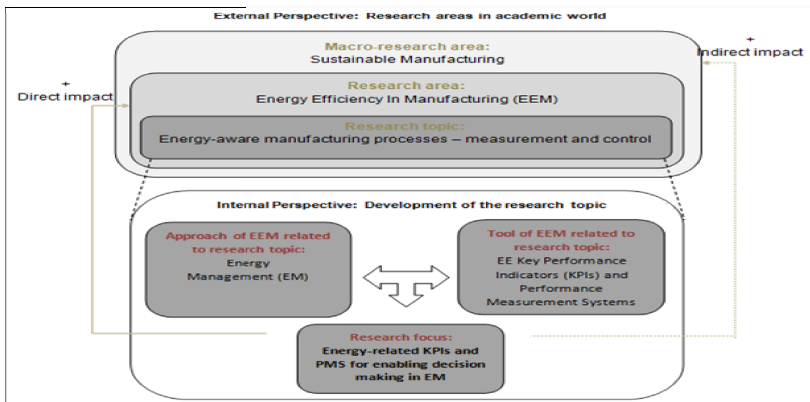 External Perspective: Research areas in academic world
Macro-research area:
Sustainable Manufacturing
+
Indirect impact
+
Direct impact
Research area:
Energy Efficiency In Manufacturing (EEM)
Research topic:
Energy-aware manufacturing processes – measurement and control
Internal Perspective: Development of the research topic
Approach of EEM related
to research topic:
Energy
Management (EM)
Tool of EEM related to
research topic:
EE Key Performance
Indicators (KPIs) and
Performance
Measurement Systems
Research focus:
Energy-related KPIs and
PMS for enabling decision
making in EM